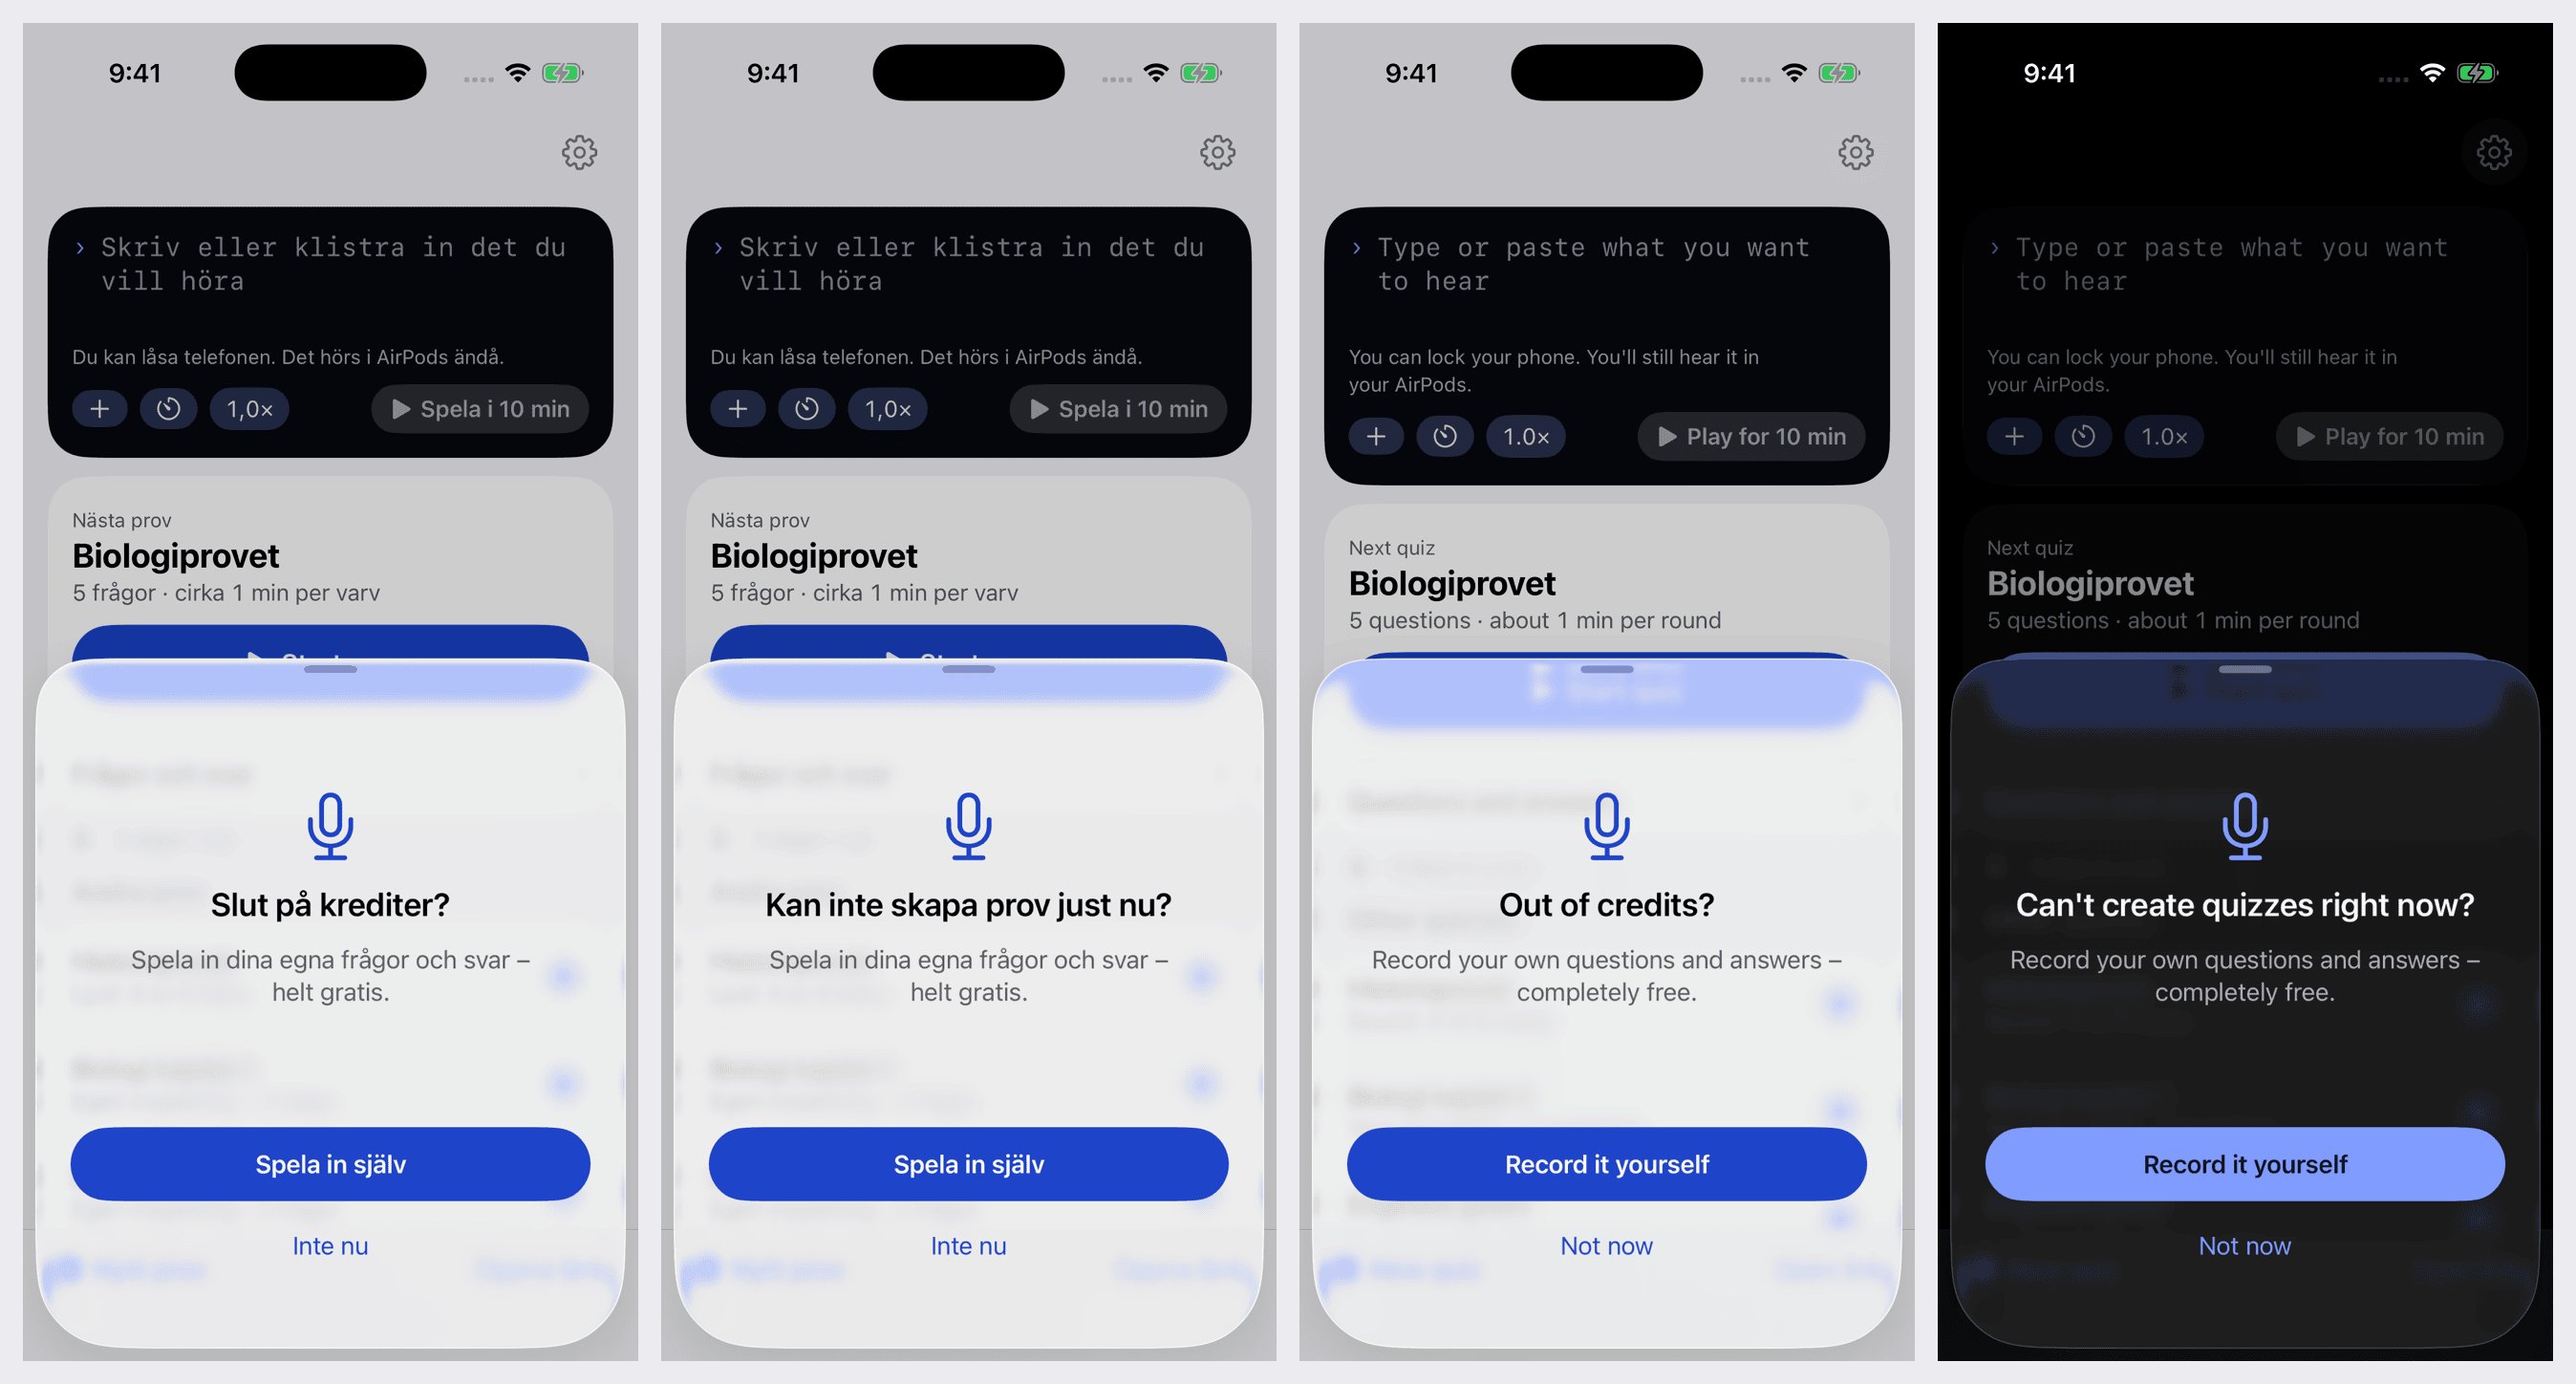 9:41
Skriv eller klistra in det du
vill höra
Du kan låsa telefonen. Det hörs i AirPods ändå.
1,0×
Spela i 10 min
Nästa prov
Biologiprovet
5 frågor · cirka 1 min per varv
Slut på krediter?
Spela in dina egna frågor och svar –
helt gratis.
Spela in själv
Inte nu
9:41
Skriv eller klistra in det du
vill höra
Du kan låsa telefonen. Det hörs i AirPods ändå.
1,0×
Spela i 10 min
Nästa prov
Biologiprovet
5 frågor · cirka 1 min per varv
Kan inte skapa prov just nu?
Spela in dina egna frågor och svar –
helt gratis.
Spela in själv
Inte nu
9:41
Type or paste what you want
to hear
You can lock your phone. You'll still hear it in
your AirPods.
1.0×
Play for 10 min
Next quiz
Biologiprovet
5 questions · about 1 min per round
Out of credits?
Record your own questions and answers –
completely free.
Record it yourself
Not now
9:41
Type or paste what you want
to hear
You can lock your phone. You'll still hear it in
your AirPods.
1.0×
Play for 10 min
Next quiz
Biologiprovet
5 questions · about 1 min per round
Can't create quizzes right now?
Record your own questions and answers –
completely free.
Record it yourself
Not now